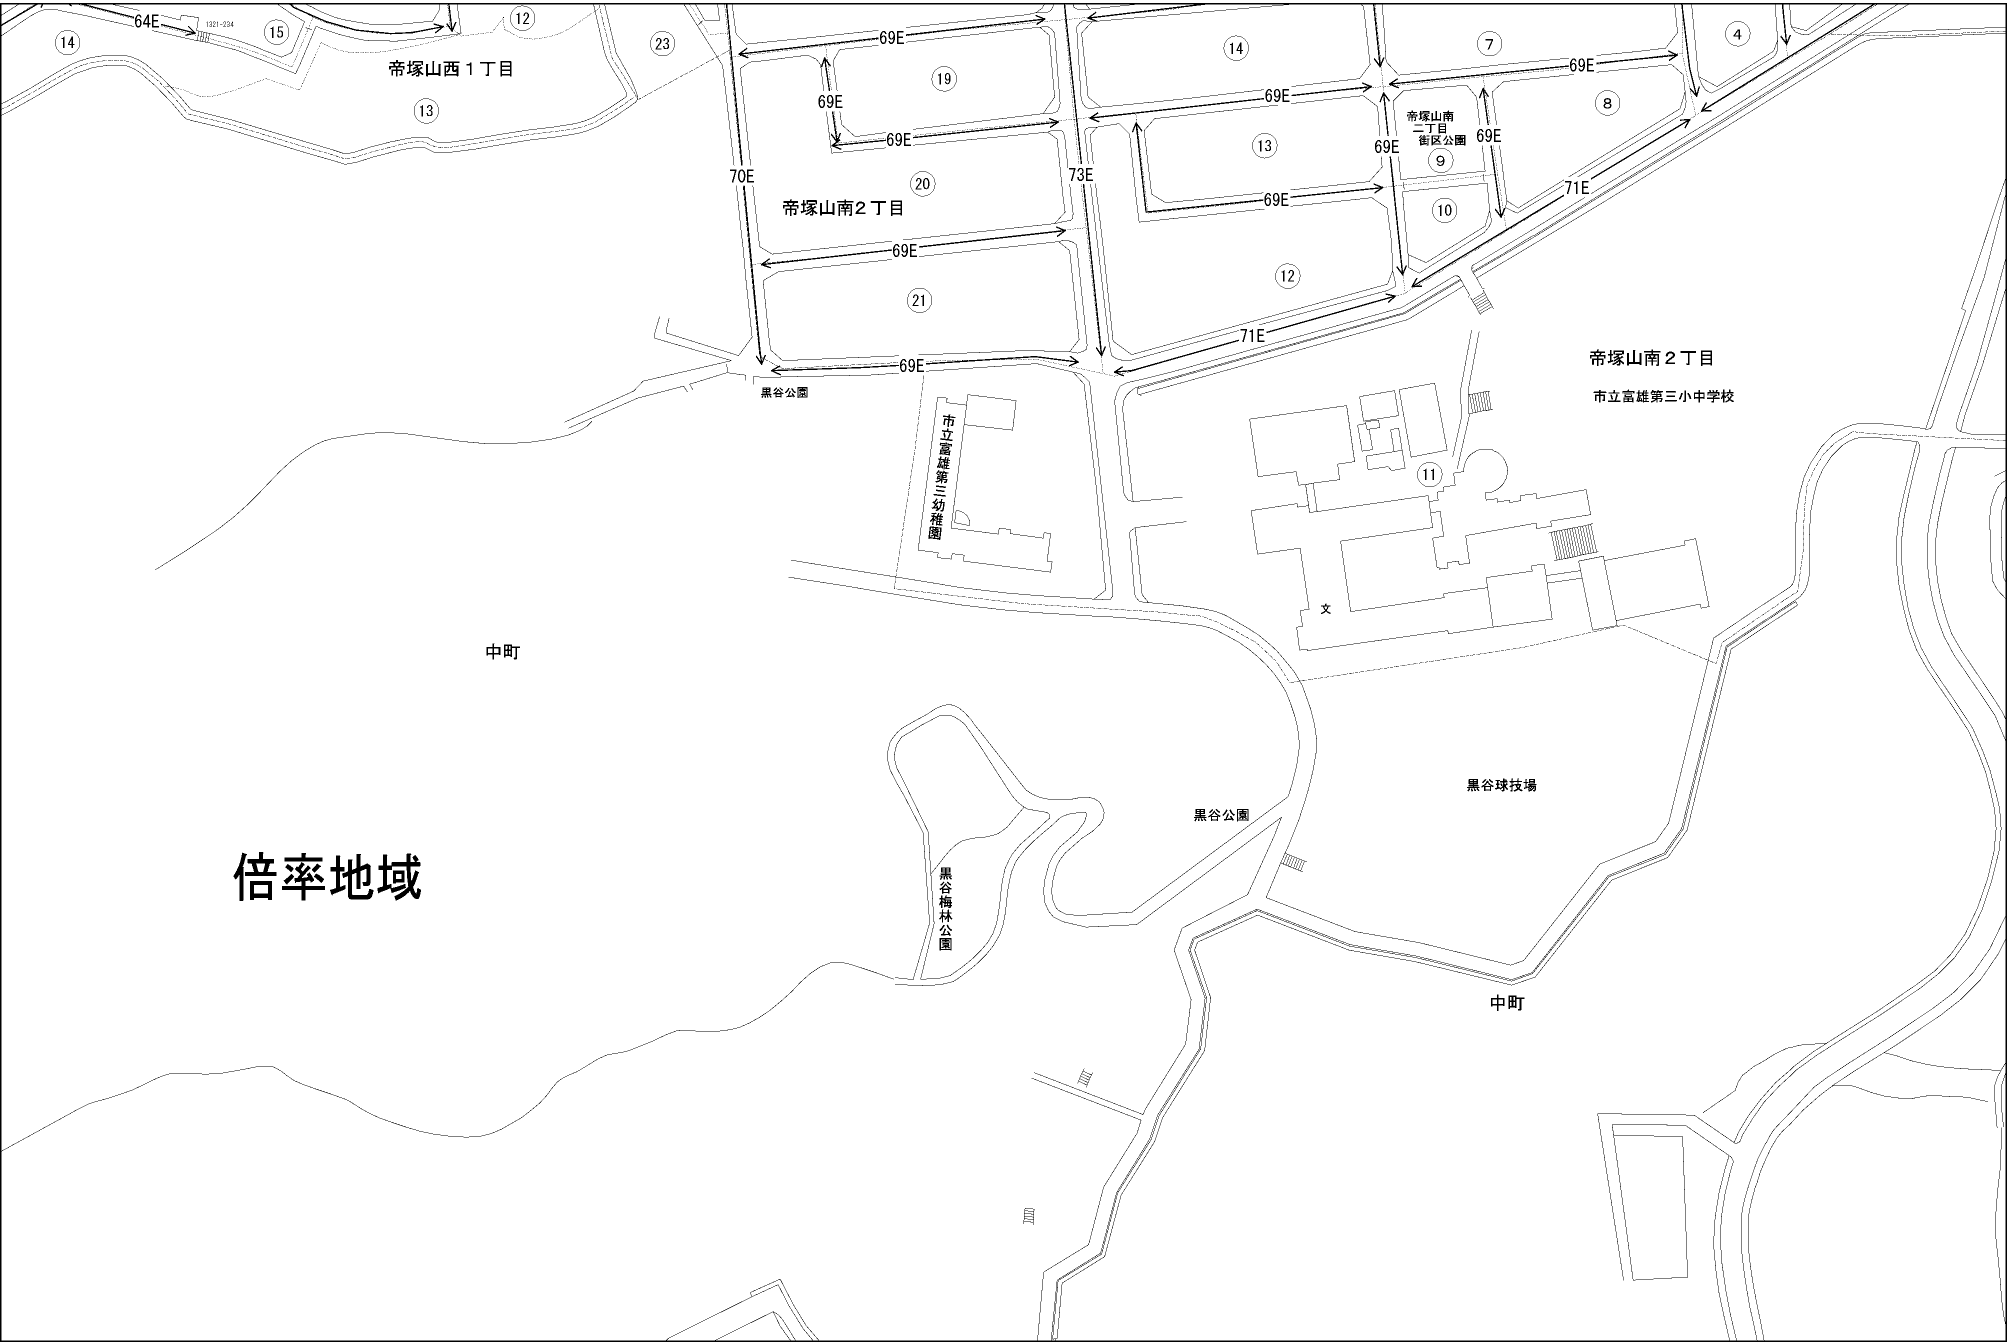 64E
1321-234
⑮
⑫
⑭
帝塚山西1丁目
⑬
㉓
69E
⑲
69E
69E
70E
⑳
帝塚山南2丁目
69E
㉑
69E
73E
⑭
69E
⑬
69E
⑫
71E
⑦
69E
④
⑧
帝塚山南
二丁目
街区公園
⑨
69E
69E
⑩
71E
黒谷公園
市立富雄第三幼稚園
帝塚山南2丁目
市立富雄第三小中学校
⑪
文
中町
黒谷球技場
黒谷公園
倍率地域
黒谷梅林公園
中町